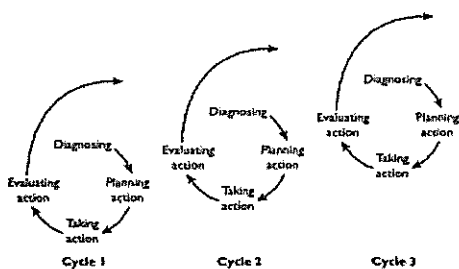 Diagnosing
Evaluating
action
Planning
action
Taking
action
Cycle 1
Diagnosing
Evaluating
action
Planning
action
Taking
action
Cycle 2
Diagnosing
Evaluating
action
Planning
action
Taking
action
Cycle 3